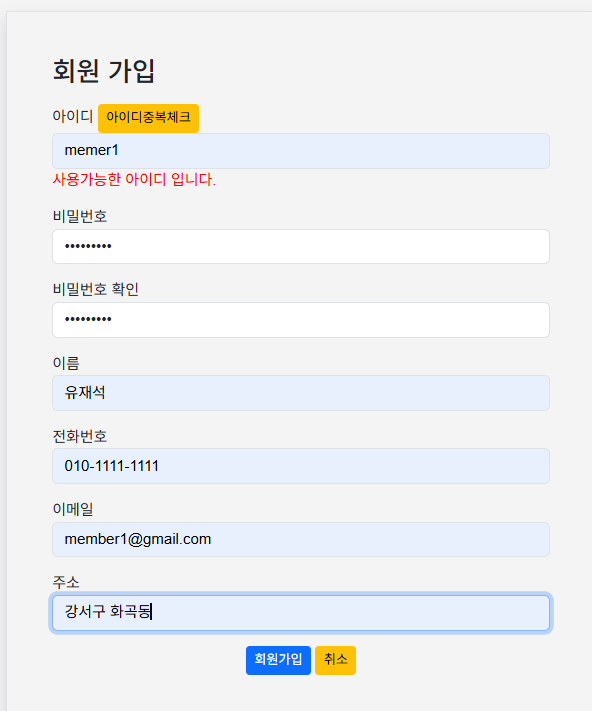 회원 가입
아이디 아이디중복체크
memer1
사용가능한 아이디 입니다.
비밀번호
•••••••••
비밀번호 확인
•••••••••
이름
유재석
전화번호
010-1111-1111
이메일
member1@gmail.com
주소
강서구 화곡동
회원가입 취소